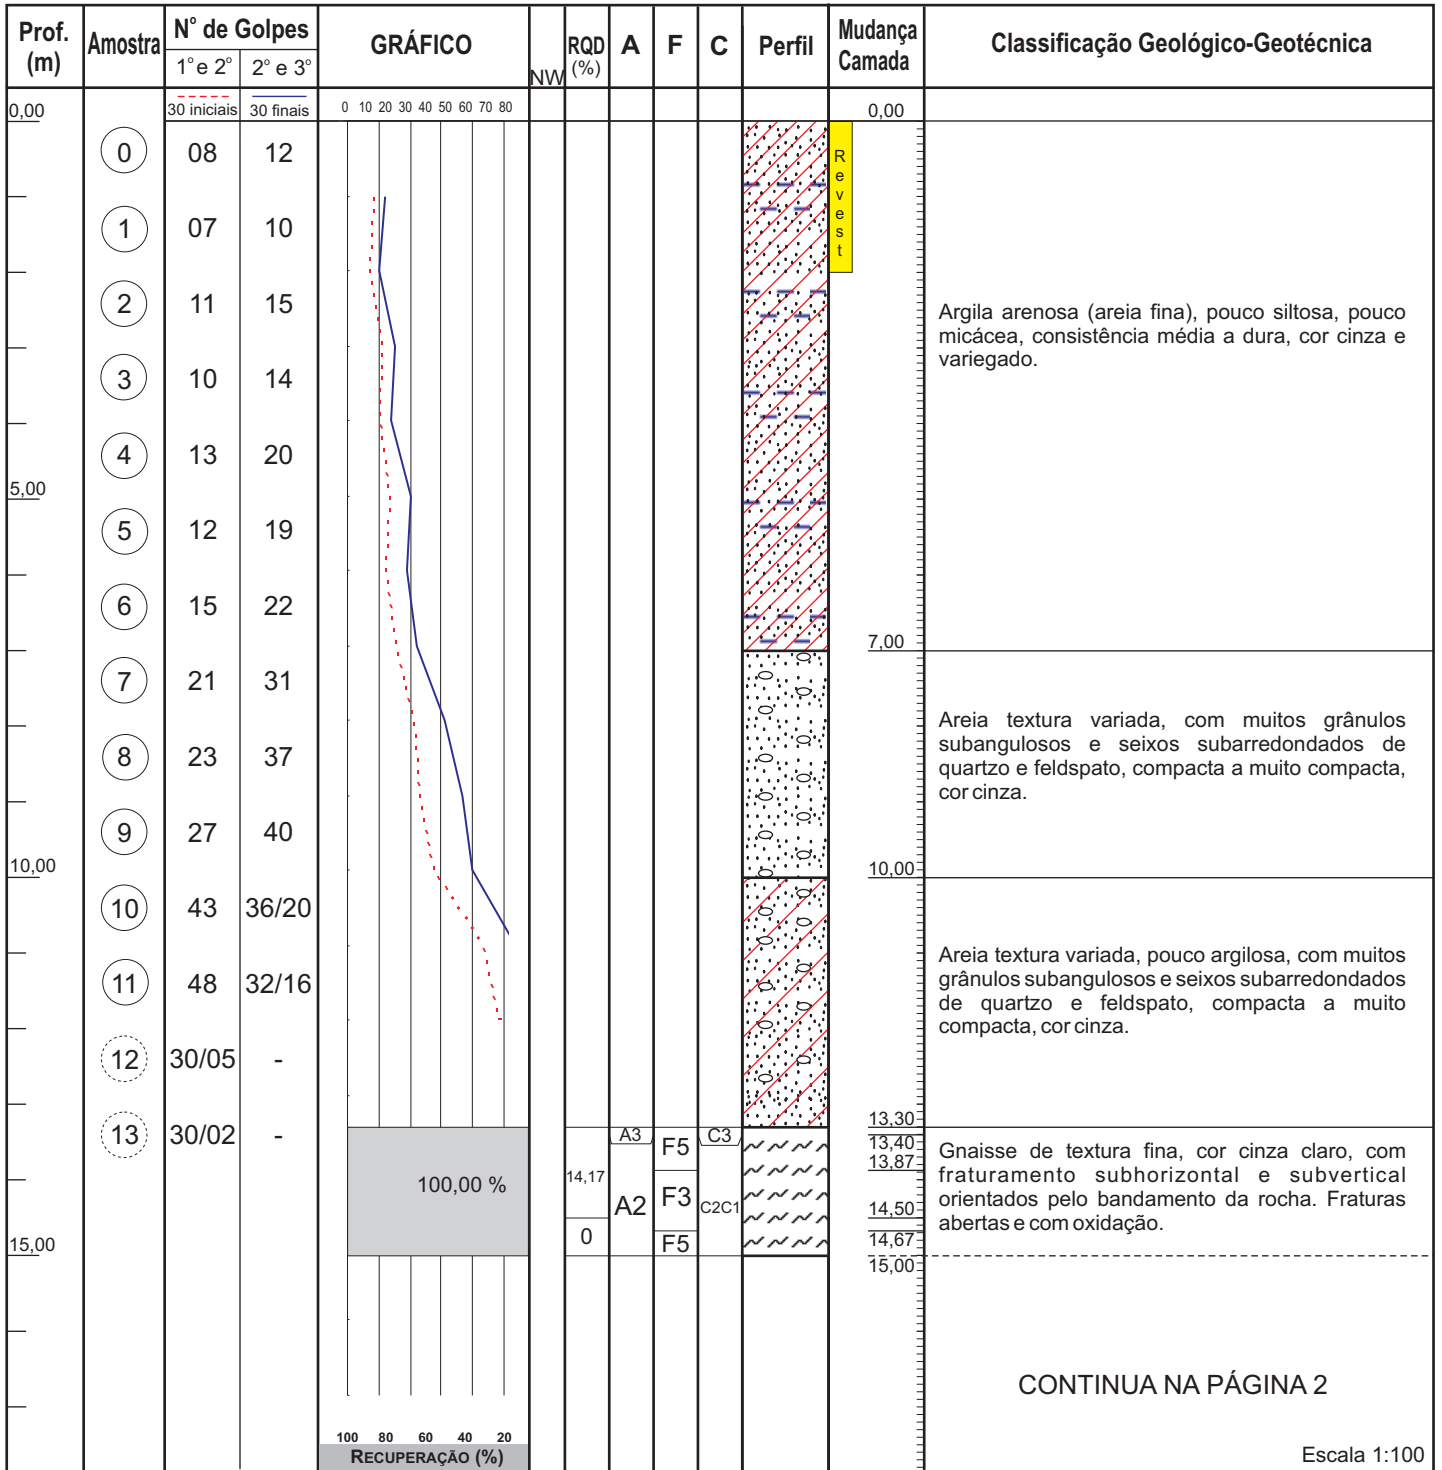 Prof. (m) Amostra N° de Golpes GRÁFICO NW RQD (%) A F C Perfil Mudança Camada Classificação Geológico-Geotécnica
1° e 2° 2° e 3°
30 iniciais 30 finais
0 10 20 30 40 50 60 70 80
0,00 0,00
0 08 12
Revest
1 07 10
2 11 15
Argila arenosa (areia fina), pouco siltosa, pouco
micácea, consistência média a dura, cor cinza e
variegado.
3 10 14
4 13 20
5,00
5 12 19
6 15 22
7,00
7 21 31
Areia textura variada, com muitos grânulos
subangulosos e seixos subarredondados de
quartzo e feldspato, compacta a muito compacta,
cor cinza.
8 23 37
9 27 40
10,00 10,00
10 43 36/20
Areia textura variada, pouco argilosa, com muitos
grânulos subangulosos e seixos subarredondados
de quartzo e feldspato, compacta a muito
compacta, cor cinza.
11 48 32/16
12 30/05 -
13,30
13 30/02 - A3 F5 C3 13,40
13,87
Gnaisse de textura fina, cor cinza claro, com
fraturamento subhorizontal e subvertical
orientados pelo bandamento da rocha. Fraturas
abertas e com oxidação.
100,00 % 14,17 A2 F3 C2C1 14,50
0 F5 14,67
15,00 15,00
CONTINUA NA PÁGINA 2
100 80 60 40 20
RECUPERAÇÃO (%)
Escala 1:100